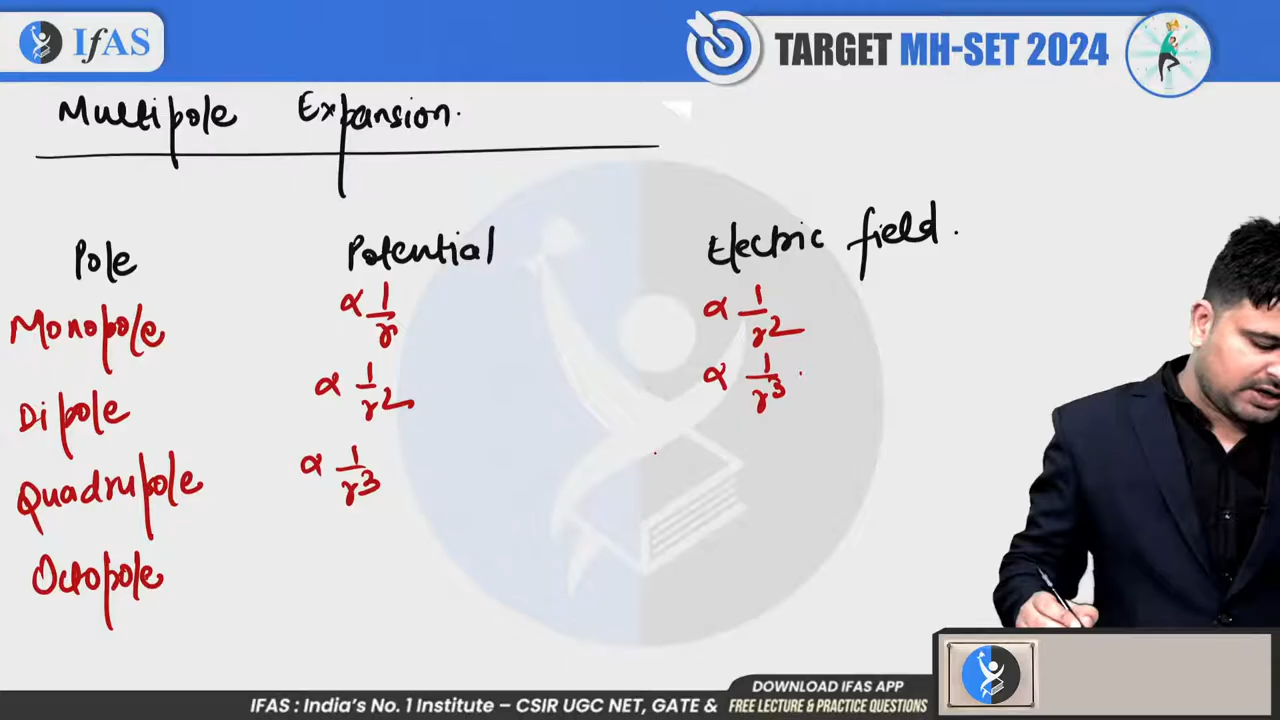 IfAS
TARGET MH-SET 2024
Multipole Expansion.
Pole Potential Electric field.
Monopole ∝ 1/r ∝ 1/r²
Dipole ∝ 1/r² ∝ 1/r³
Quadrupole ∝ 1/r³
Octopole
DOWNLOAD IFAS APP
IFAS : India's No. 1 Institute – CSIR UGC NET, GATE & FREE LECTURE & PRACTICE QUESTIONS